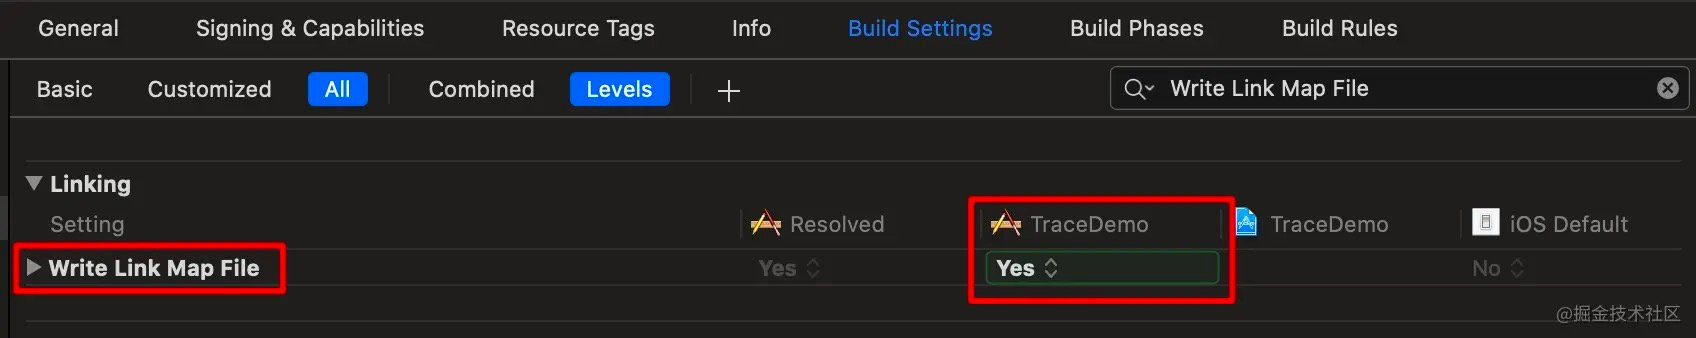 General Signing & Capabilities Resource Tags Info Build Settings Build Phases Build Rules
Basic Customized All Combined Levels + Write Link Map File
Linking
Setting Resolved TraceDemo TraceDemo iOS Default
Write Link Map File Yes Yes No
@掘金技术社区